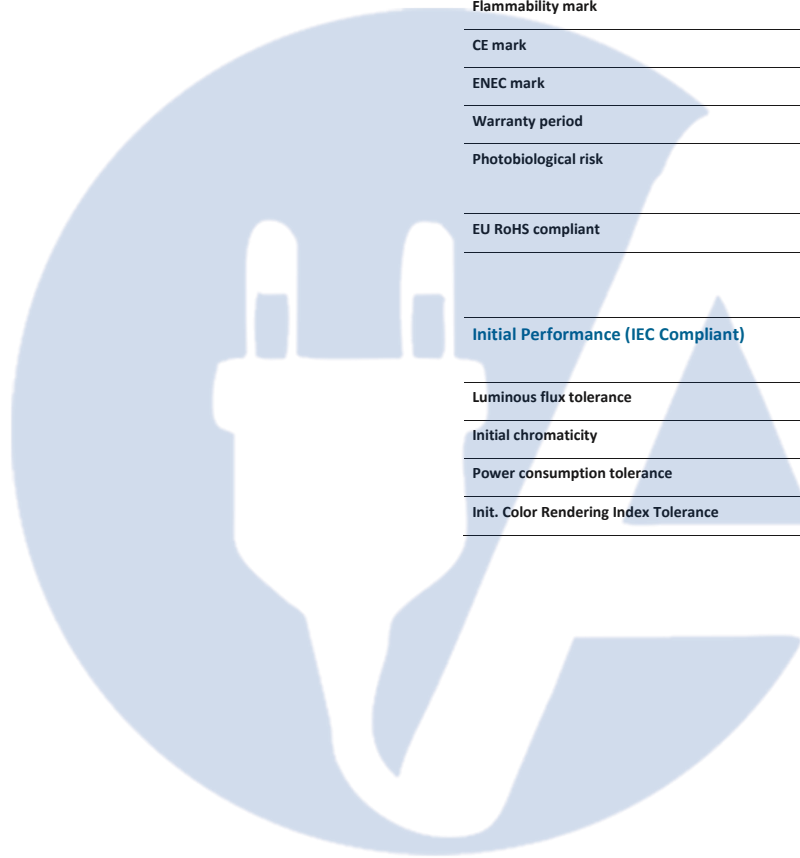 Flammability mark
CE mark
ENEC mark
Warranty period
Photobiological risk
EU RoHS compliant
Initial Performance (IEC Compliant)
Luminous flux tolerance
Initial chromaticity
Power consumption tolerance
Init. Color Rendering Index Tolerance